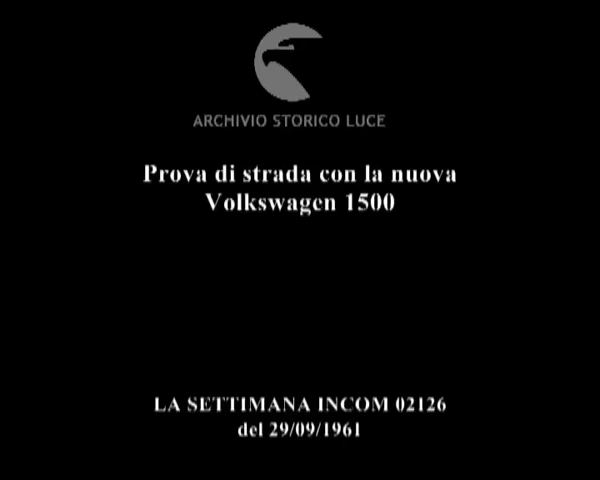 ARCHIVIO STORICO LUCE
Prova di strada con la nuova
Volkswagen 1500
LA SETTIMANA INCOM 02126
del 29/09/1961